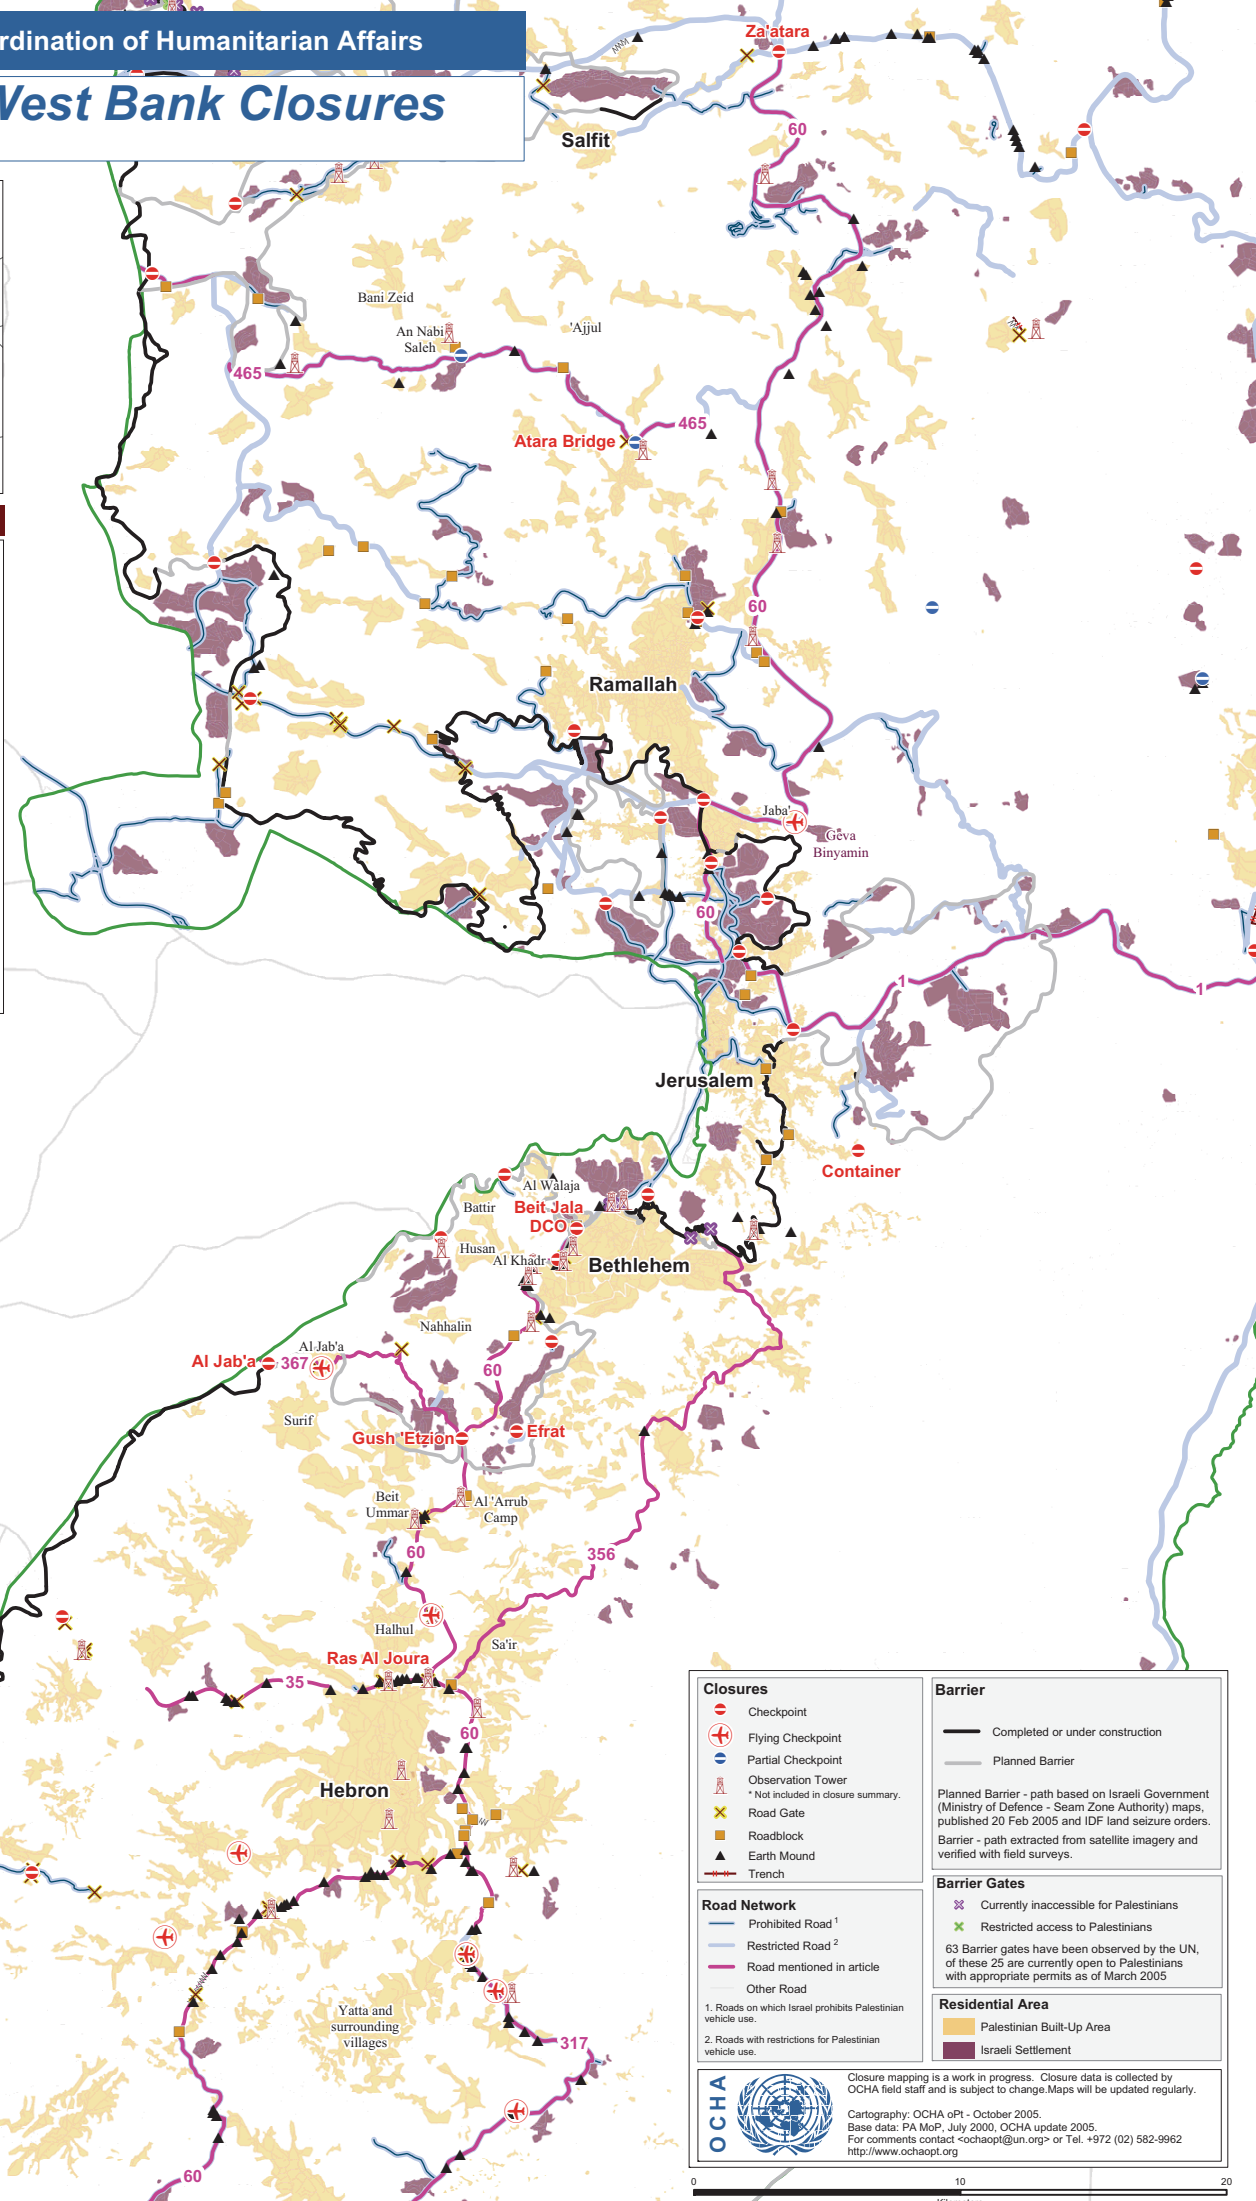 rdination of Humanitarian Affairs
West Bank Closures
Za'atara
Salfit
60
Bani Zeid
An Nabi
Saleh
'Ajjul
465
465
Atara Bridge
60
Ramallah
Jaba'
Geva
Binyamin
60
1
1
Jerusalem
Container
Al Walaja
Battir
Beit Jala
DCO
Husan
Al Khadr
Bethlehem
Nahhalin
Al Jab'a
Al Jab'a
367
60
Surif
Gush 'Etzion
Efrat
Beit
Ummar
Al 'Arrub
Camp
60
356
Halhul
Sa'ir
Ras Al Joura
35
60
Hebron
Yatta and
surrounding
villages
317
60
Closures
Checkpoint
Flying Checkpoint
Partial Checkpoint
Observation Tower
* Not included in closure summary.
Road Gate
Roadblock
Earth Mound
Trench
Road Network
Prohibited Road 1
Restricted Road 2
Road mentioned in article
Other Road
1. Roads on which Israel prohibits Palestinian
vehicle use.
2. Roads with restrictions for Palestinian
vehicle use.
Barrier
Completed or under construction
Planned Barrier
Planned Barrier - path based on Israeli Government
(Ministry of Defence - Seam Zone Authority) maps,
published 20 Feb 2005 and IDF land seizure orders.
Barrier - path extracted from satellite imagery and
verified with field surveys.
Barrier Gates
Currently inaccessible for Palestinians
Restricted access to Palestinians
63 Barrier gates have been observed by the UN,
of these 25 are currently open to Palestinians
with appropriate permits as of March 2005
Residential Area
Palestinian Built-Up Area
Israeli Settlement
OCHA
Closure mapping is a work in progress. Closure data is collected by
OCHA field staff and is subject to change.Maps will be updated regularly.
Cartography: OCHA oPt - October 2005.
Base data: PA MoP, July 2000, OCHA update 2005.
For comments contact <ochaopt@un.org> or Tel. +972 (02) 582-9962
http://www.ochaopt.org
0
10
20